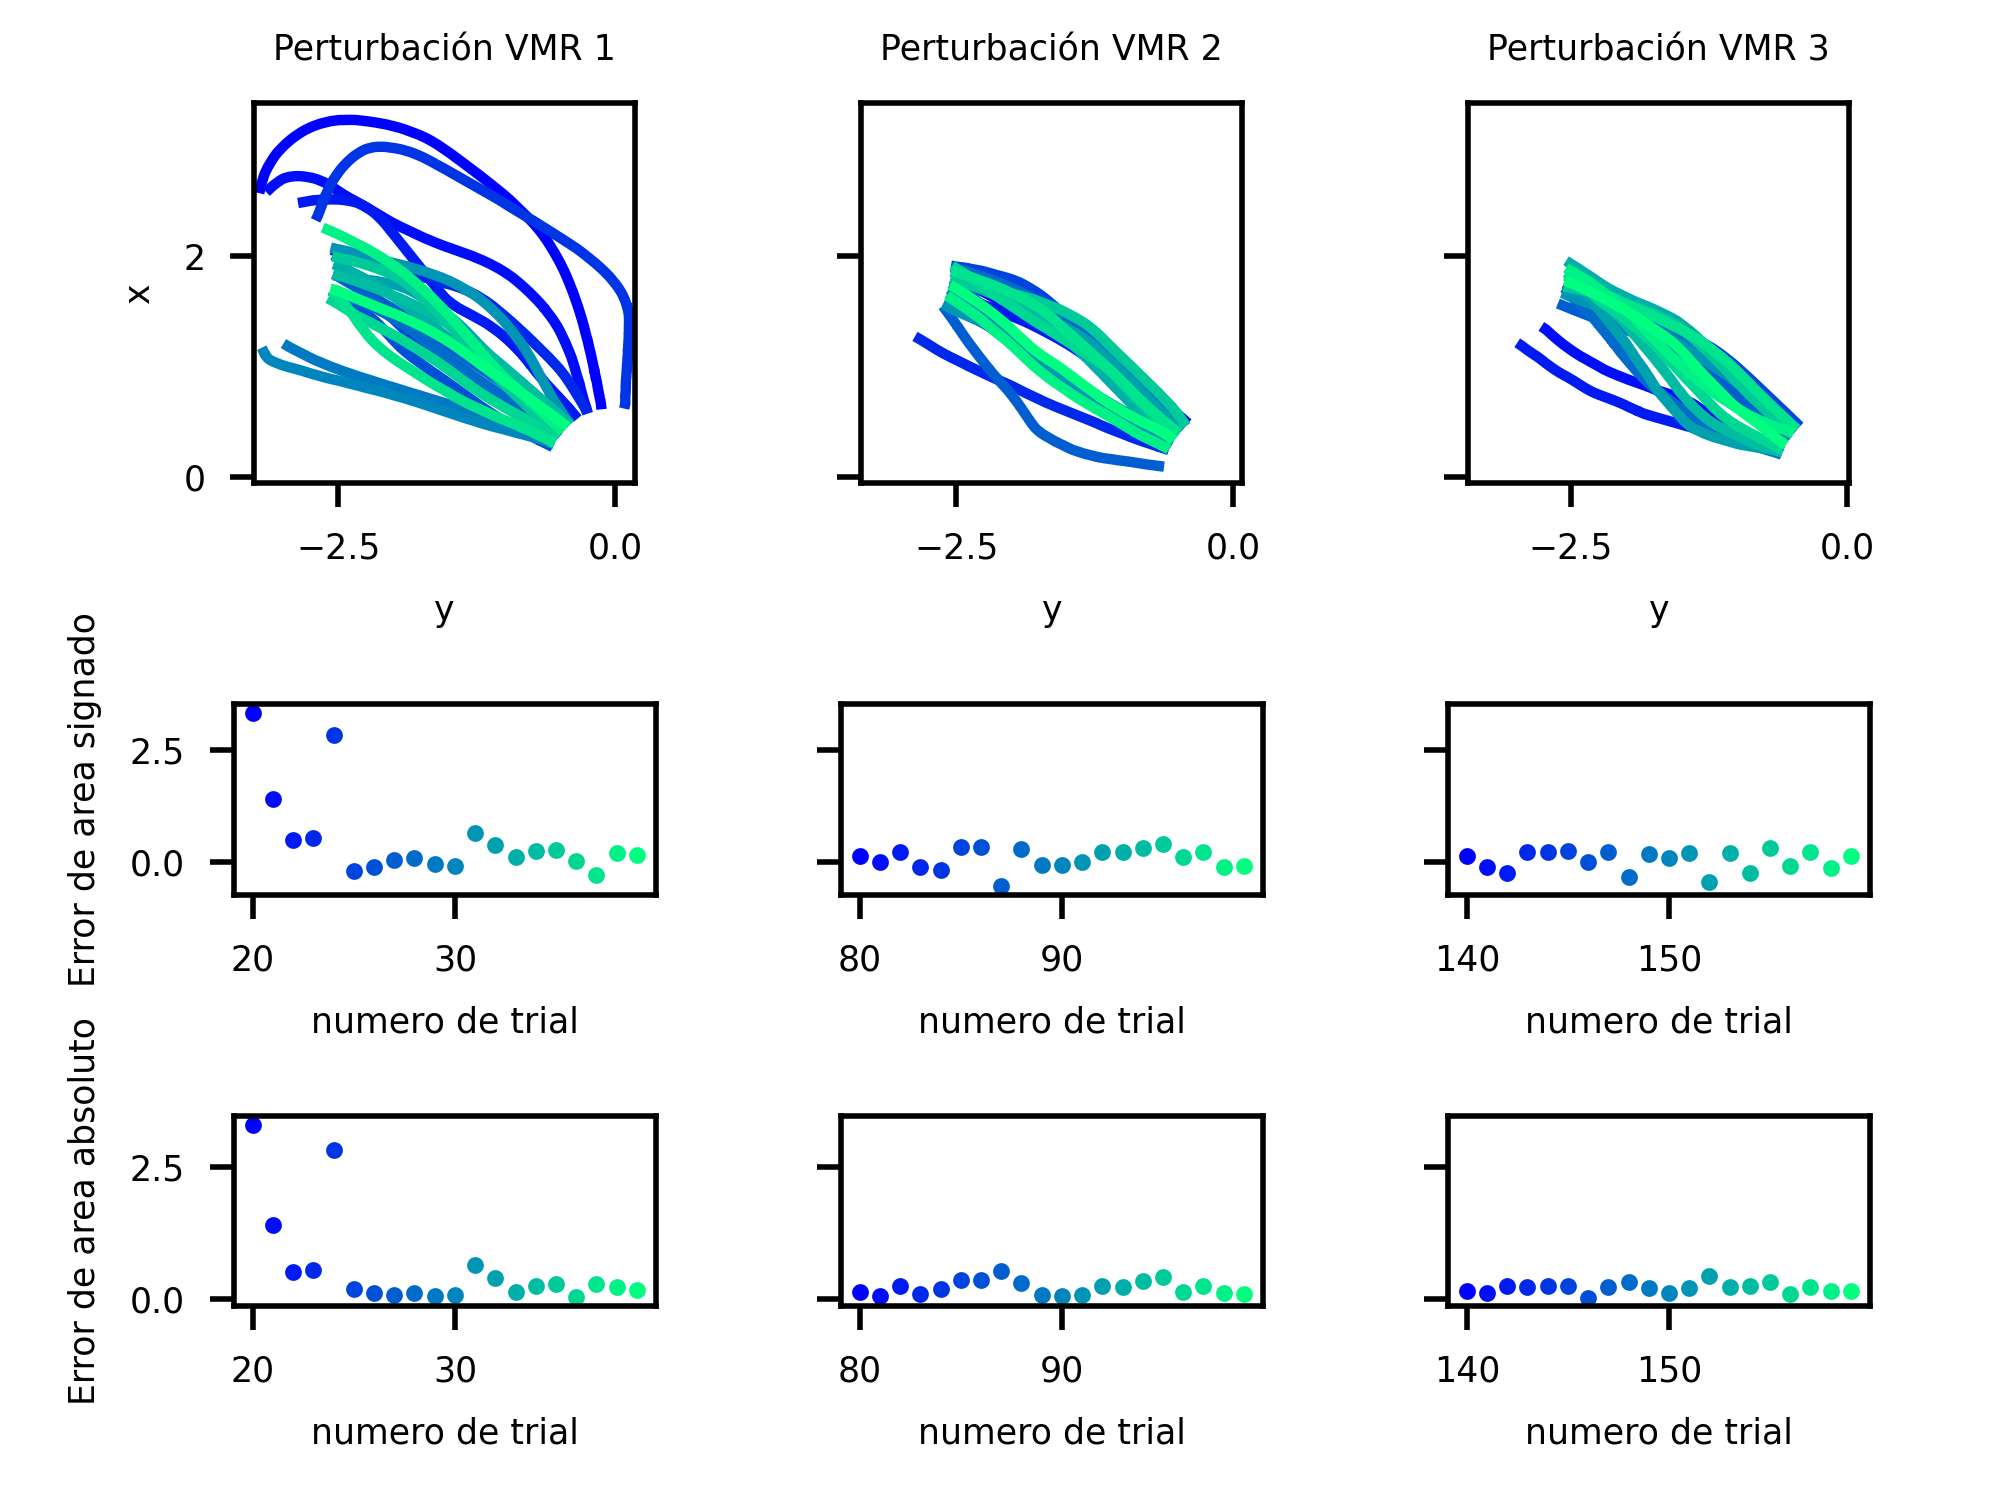 Perturbación VMR 1
Perturbación VMR 2
Perturbación VMR 3
x
2
0
−2.5
0.0
−2.5
0.0
−2.5
0.0
y
y
y
Error de area signado
2.5
0.0
20
30
80
90
140
150
numero de trial
numero de trial
numero de trial
Error de area absoluto
2.5
0.0
20
30
80
90
140
150
numero de trial
numero de trial
numero de trial